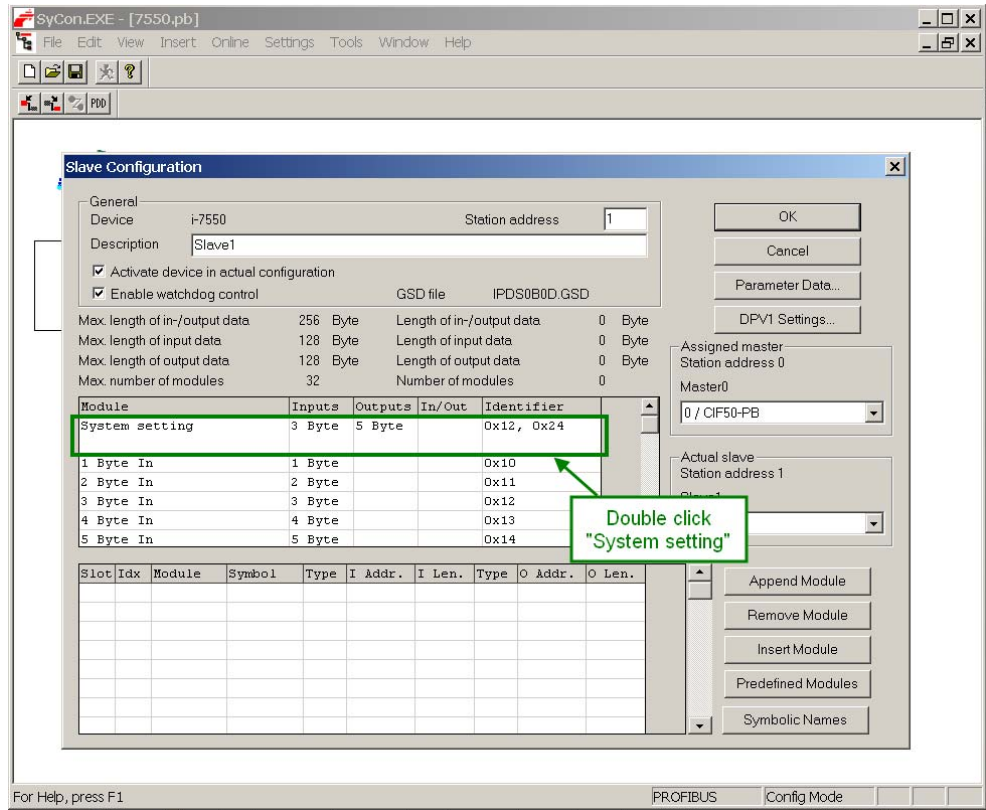 SyCon.EXE - [7550.pb]
File Edit View Insert Online Settings Tools Window Help
PDD
Slave Configuration
General
Device i-7550 Station address 1
Description Slave1
Activate device in actual configuration
Enable watchdog control GSD file IPDS0B0D.GSD
OK
Cancel
Parameter Data...
DPV1 Settings...
Max. length of in-/output data 256 Byte Length of in-/output data 0 Byte
Max. length of input data 128 Byte Length of input data 0 Byte
Max. length of output data 128 Byte Length of output data 0 Byte
Max. number of modules 32 Number of modules 0
Assigned master
Station address 0
Master0
0 / CIF50-PB
Module Inputs Outputs In/Out Identifier
System setting 3 Byte 5 Byte 0x12, 0x24
1 Byte In 1 Byte 0x10
2 Byte In 2 Byte 0x11
3 Byte In 3 Byte 0x12
4 Byte In 4 Byte 0x13
5 Byte In 5 Byte 0x14
Actual slave
Station address 1
Double click
"System setting"
Slot Idx Module Symbol Type I Addr. I Len. Type O Addr. O Len.
Append Module
Remove Module
Insert Module
Predefined Modules
Symbolic Names
For Help, press F1 PROFIBUS Config Mode